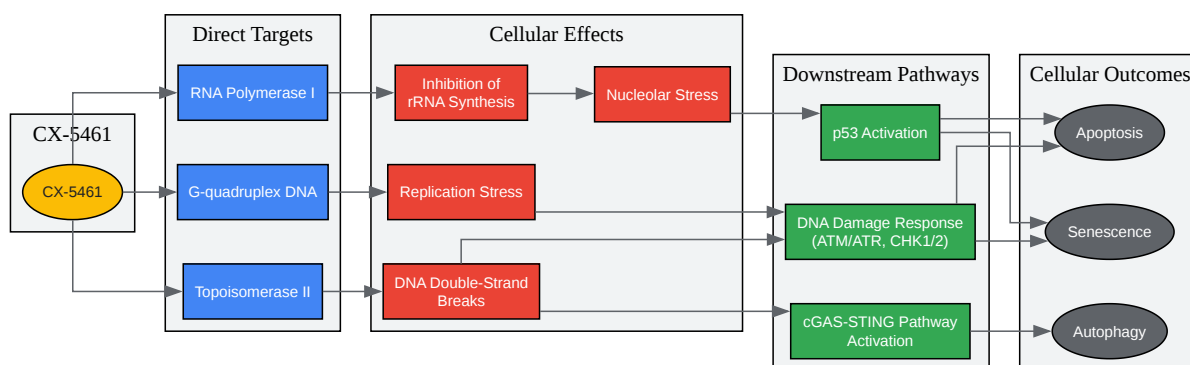 CX-5461
CX-5461
Direct Targets
RNA Polymerase I
G-quadruplex DNA
Topoisomerase II
Cellular Effects
Inhibition of
rRNA Synthesis
Nucleolar Stress
Replication Stress
DNA Double-Strand
Breaks
Downstream Pathways
p53 Activation
DNA Damage Response
(ATM/ATR, CHK1/2)
cGAS-STING Pathway
Activation
Cellular Outcomes
Apoptosis
Senescence
Autophagy